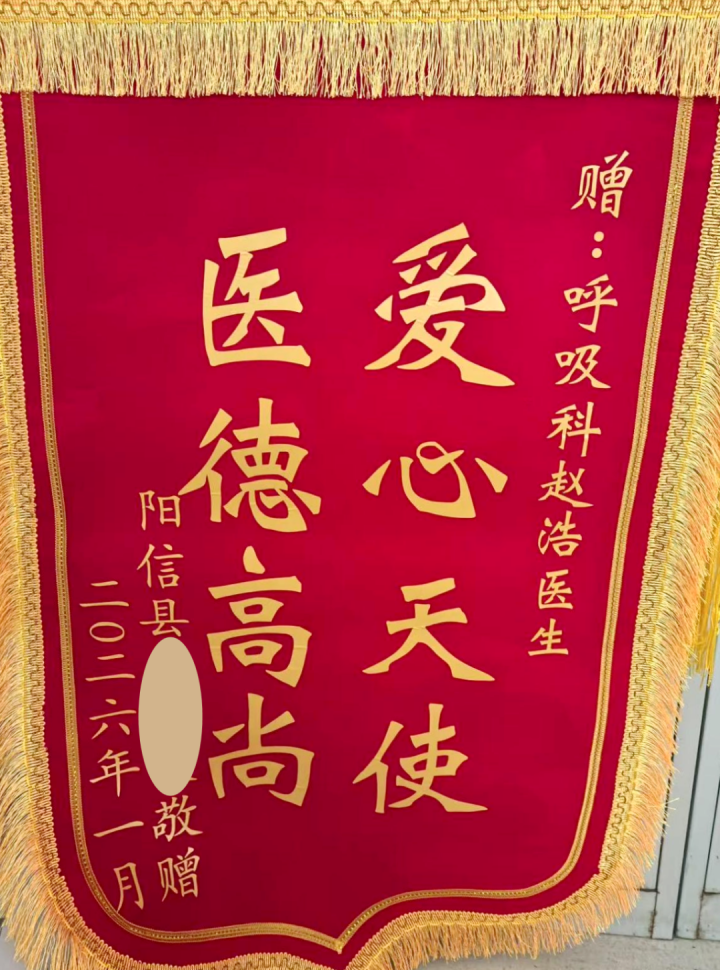 赠：呼吸科赵浩医生
爱心天使
医德高尚
阳信县
敬赠
二〇二六年一月